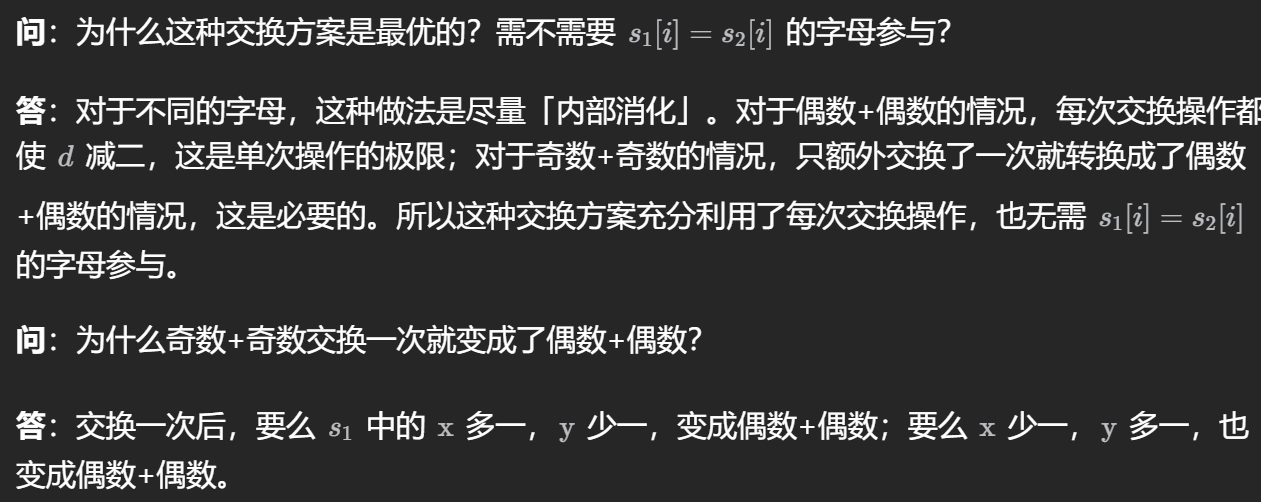 问：为什么这种交换方案是最优的？需不需要 s₁[i] = s₂[i] 的字母参与？
答：对于不同的字母，这种做法是尽量「内部消化」。对于偶数+偶数的情况，每次交换操作都
使 d 减二，这是单次操作的极限；对于奇数+奇数的情况，只额外交换了一次就转换成了偶数
+偶数的情况，这是必要的。所以这种交换方案充分利用了每次交换操作，也无需 s₁[i] = s₂[i]
的字母参与。
问：为什么奇数+奇数交换一次就变成了偶数+偶数？
答：交换一次后，要么 s₁ 中的 x 多一，y 少一，变成偶数+偶数；要么 x 少一，y 多一，也
变成偶数+偶数。